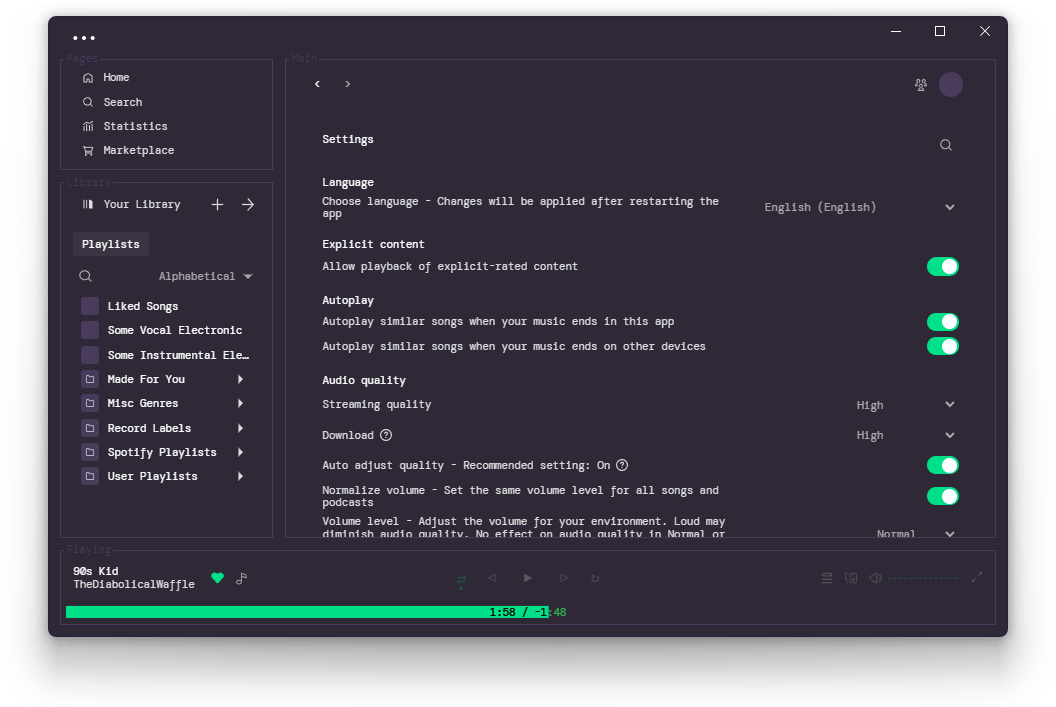 Pages
Home
Search
Statistics
Marketplace
Library
Your Library
Playlists
Alphabetical
Liked Songs
Some Vocal Electronic
Some Instrumental Ele…
Made For You
Misc Genres
Record Labels
Spotify Playlists
User Playlists
Main
Settings
Language
Choose language - Changes will be applied after restarting the
app
English (English)
Explicit content
Allow playback of explicit-rated content
Autoplay
Autoplay similar songs when your music ends in this app
Autoplay similar songs when your music ends on other devices
Audio quality
Streaming quality
High
Download
High
Auto adjust quality - Recommended setting: On
Normalize volume - Set the same volume level for all songs and
podcasts
Volume level - Adjust the volume for your environment. Loud may
diminish audio quality. No effect on audio quality in Normal or
Normal
Playing
90s Kid
TheDiabolicalWaffle
1:58 / -1:48